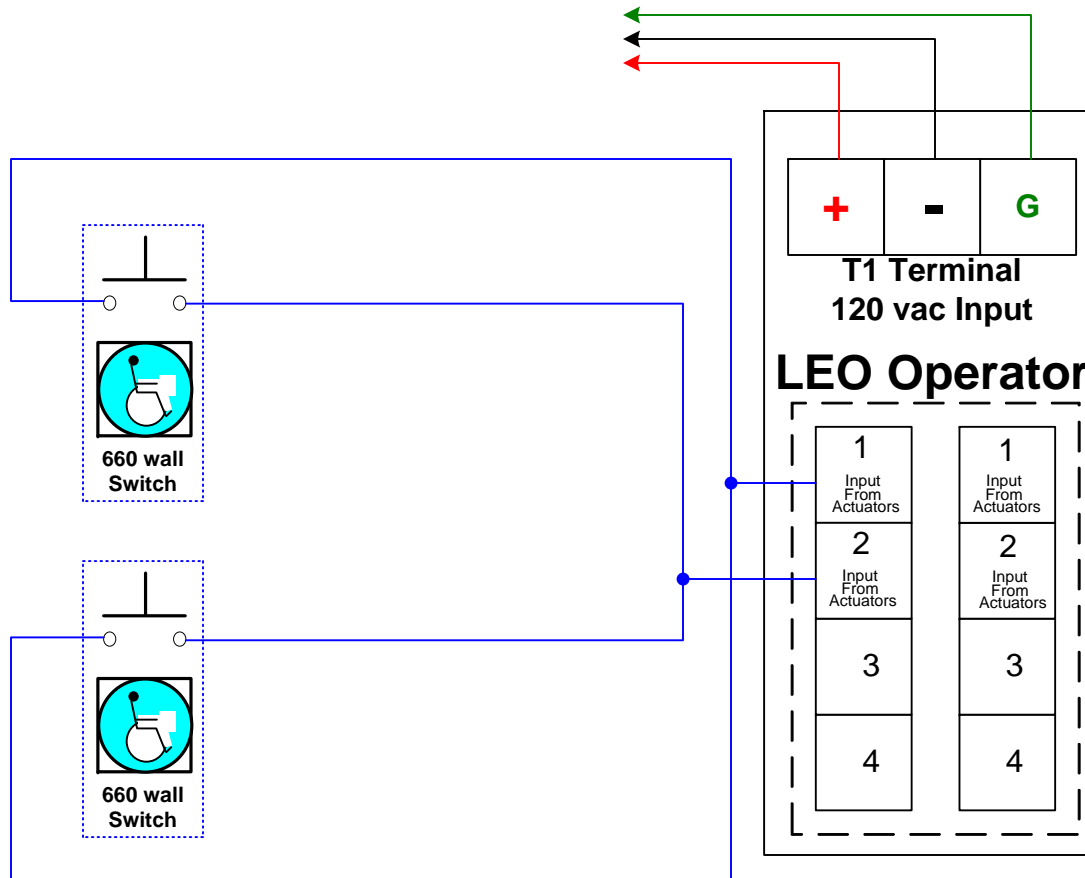 + - G
T1 Terminal
120 vac Input
LEO Operator
660 wall
Switch
660 wall
Switch
1
Input
From
Actuators
2
Input
From
Actuators
3
4
1
Input
From
Actuators
2
Input
From
Actuators
3
4